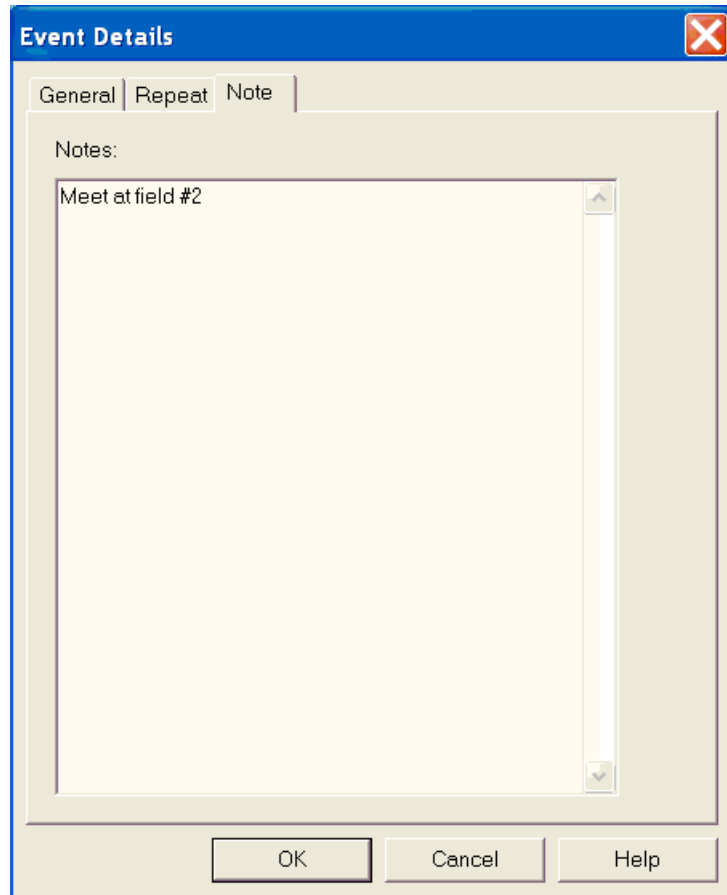 Event Details
General Repeat Note
Notes:
Meet at field #2
OK Cancel Help